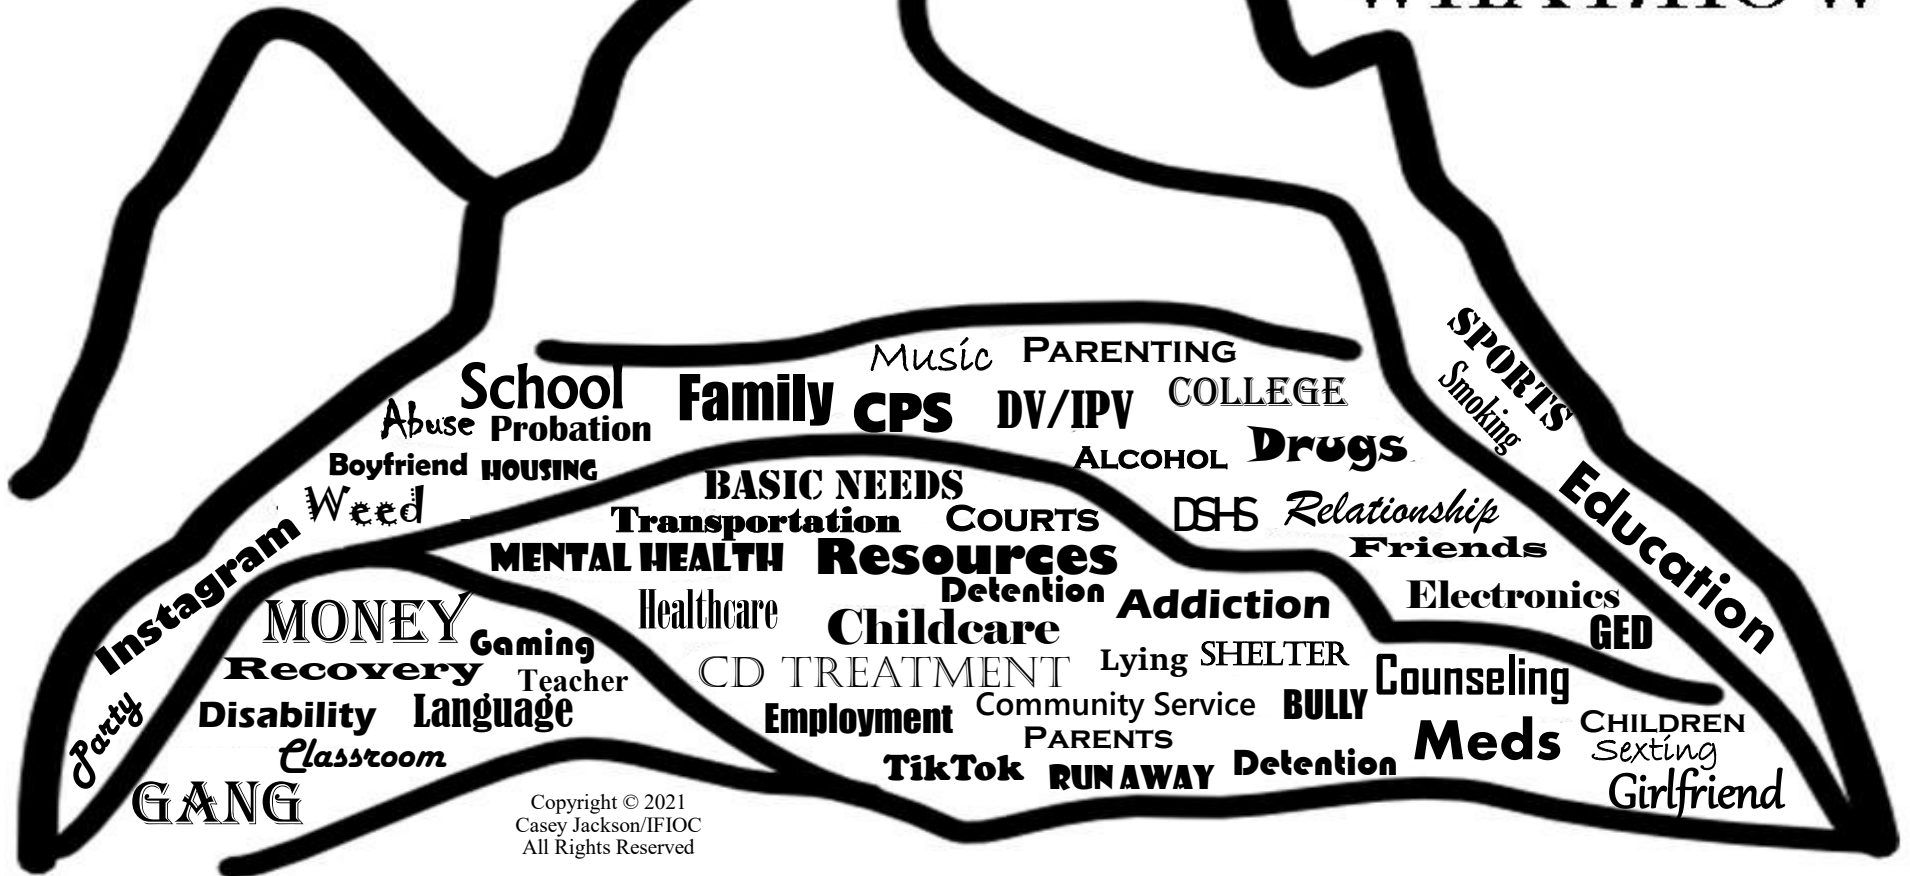 SPORTS
Smoking
Music
PARENTING
School
Family
CPS
DV/IPV
COLLEGE
Abuse
Probation
ALCOHOL
Drugs
Boyfriend
HOUSING
Weed
BASIC NEEDS
Transportation
COURTS
DSHS
Relationship
Education
Instagram
MENTAL HEALTH
Resources
Friends
Detention
Healthcare
Childcare
Addiction
Electronics
GED
MONEY
Gaming
Recovery
Teacher
CD TREATMENT
Lying
SHELTER
Counseling
Party
Disability
Language
Employment
Community Service
BULLY
PARENTS
Meds
CHILDREN
Sexting
Classroom
TikTok
RUN AWAY
Detention
Girlfriend
GANG
Copyright © 2021
Casey Jackson/IFIOC
All Rights Reserved